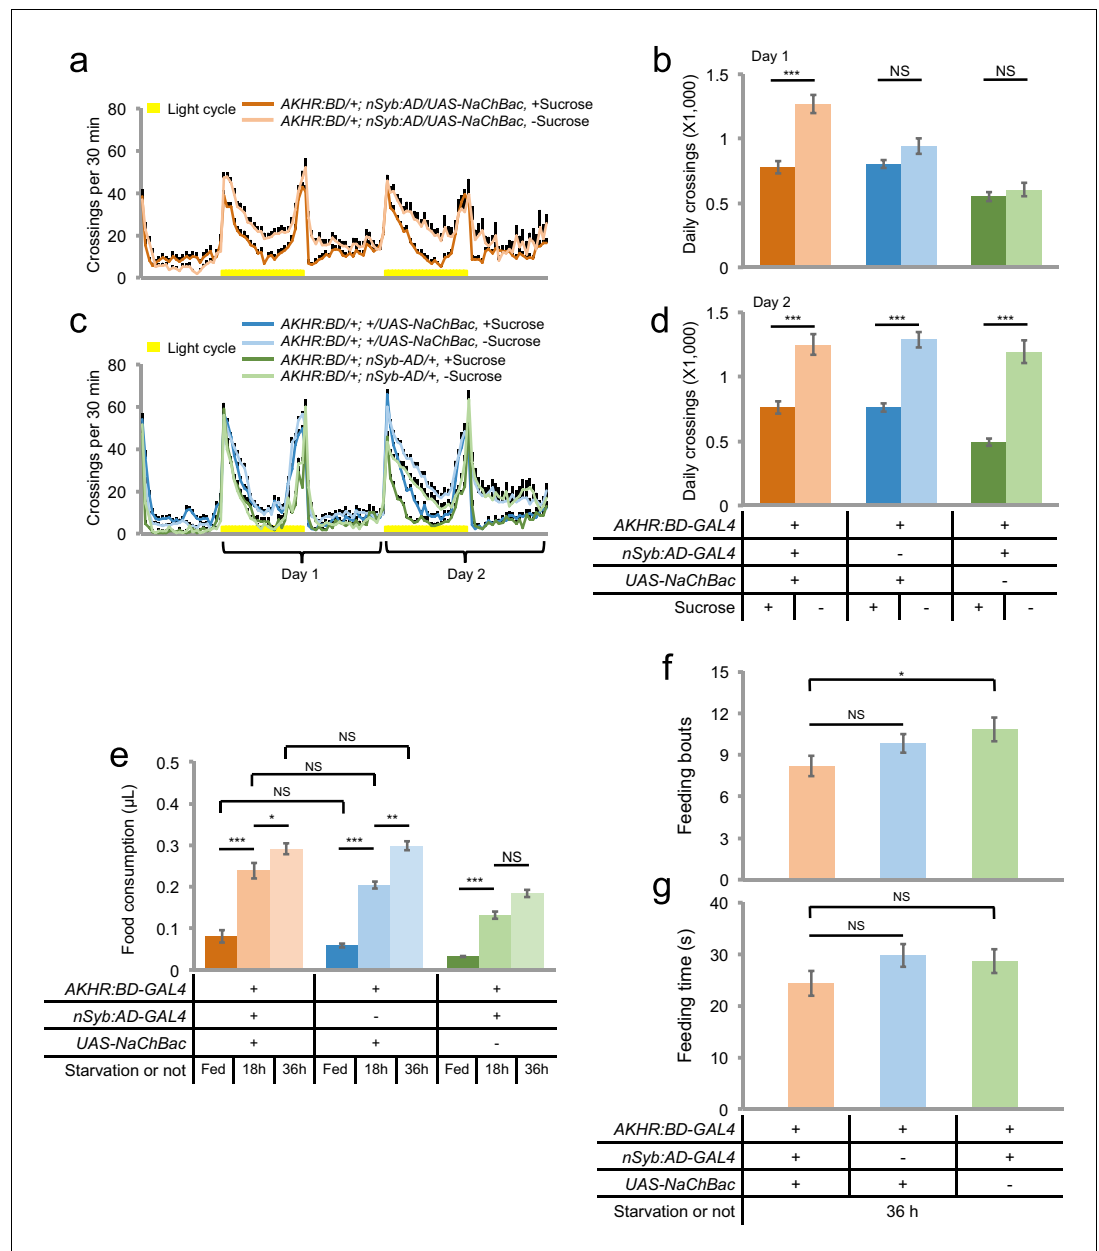 a
Light cycle
AKHR:BD/+; nSyb:AD/UAS-NaChBac, +Sucrose
AKHR:BD/+; nSyb:AD/UAS-NaChBac, -Sucrose
Crossings per 30 min
80
60
40
20
0
b
Day 1
Daily crossings (X1,000)
1.5
1
0.5
0
***
NS
NS
c
Light cycle
AKHR:BD/+; +/UAS-NaChBac, +Sucrose
AKHR:BD/+; +/UAS-NaChBac, -Sucrose
AKHR:BD/+; nSyb-AD/+, +Sucrose
AKHR:BD/+; nSyb-AD/+, -Sucrose
Crossings per 30 min
80
60
40
20
0
Day 1
Day 2
d
Day 2
Daily crossings (X1,000)
1.5
1
0.5
0
***
***
***
AKHR:BD-GAL4 + + +
nSyb:AD-GAL4 + - +
UAS-NaChBac + + -
Sucrose + - + - + -
e
Food consumption (µL)
0.5
0.4
0.3
0.2
0.1
0
NS
NS
NS
*** *
*** **
*** NS
AKHR:BD-GAL4 + + +
nSyb:AD-GAL4 + - +
UAS-NaChBac + + -
Starvation or not Fed 18h 36h Fed 18h 36h Fed 18h 36h
f
Feeding bouts
15
12
9
6
3
0
*
NS
g
Feeding time (s)
40
30
20
10
0
NS
NS
AKHR:BD-GAL4 + + +
nSyb:AD-GAL4 + - +
UAS-NaChBac + + -
Starvation or not 36 h